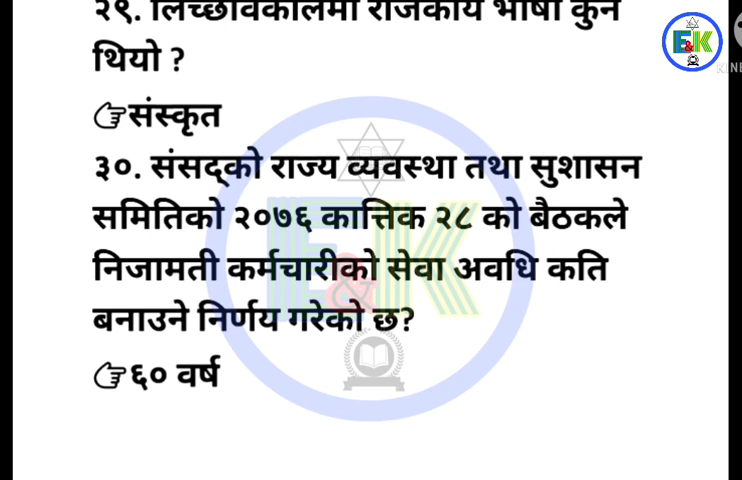 २९. लिच्छविकालमा राजकीय भाषा कुन
थियो ?
👉संस्कृत
३०. संसद्को राज्य व्यवस्था तथा सुशासन
समितिको २०७६ कात्तिक २८ को बैठकले
निजामती कर्मचारीको सेवा अवधि कति
बनाउने निर्णय गरेको छ?
👉६० वर्ष
E&K
E&K